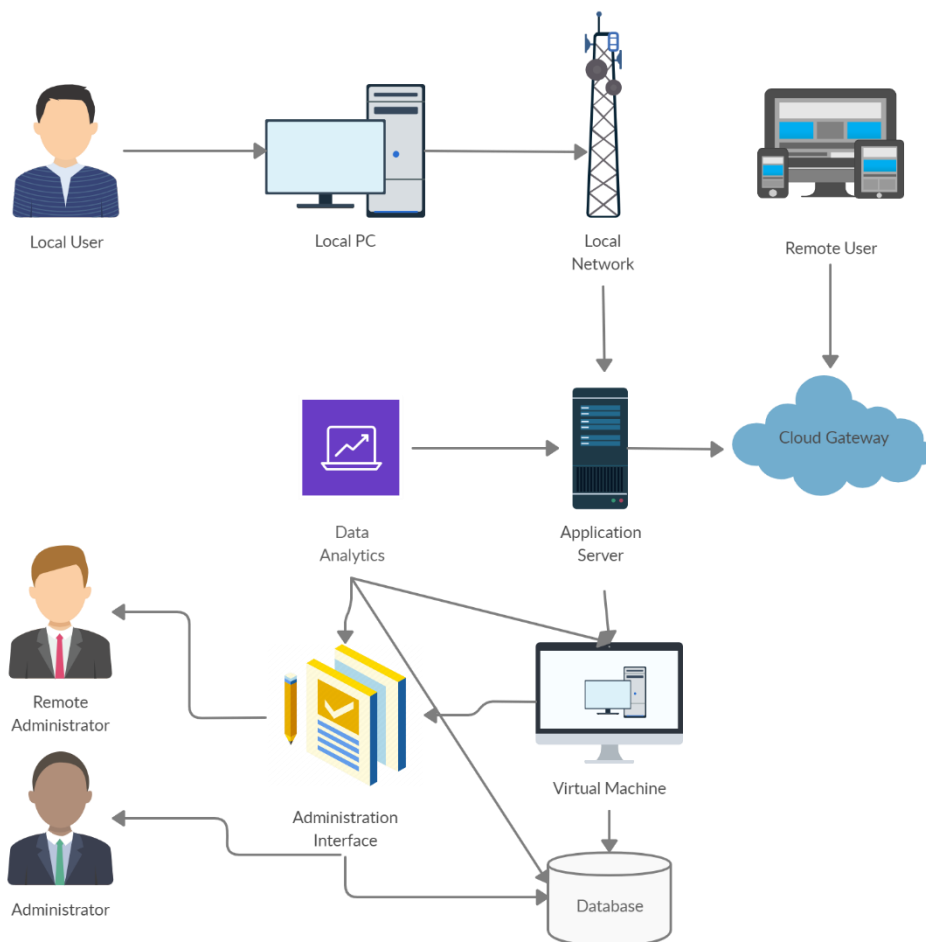 Local User
Local PC
Local
Network
Remote User
Cloud Gateway
Data
Analytics
Application
Server
Remote
Administrator
Administration
Interface
Virtual Machine
Administrator
Database